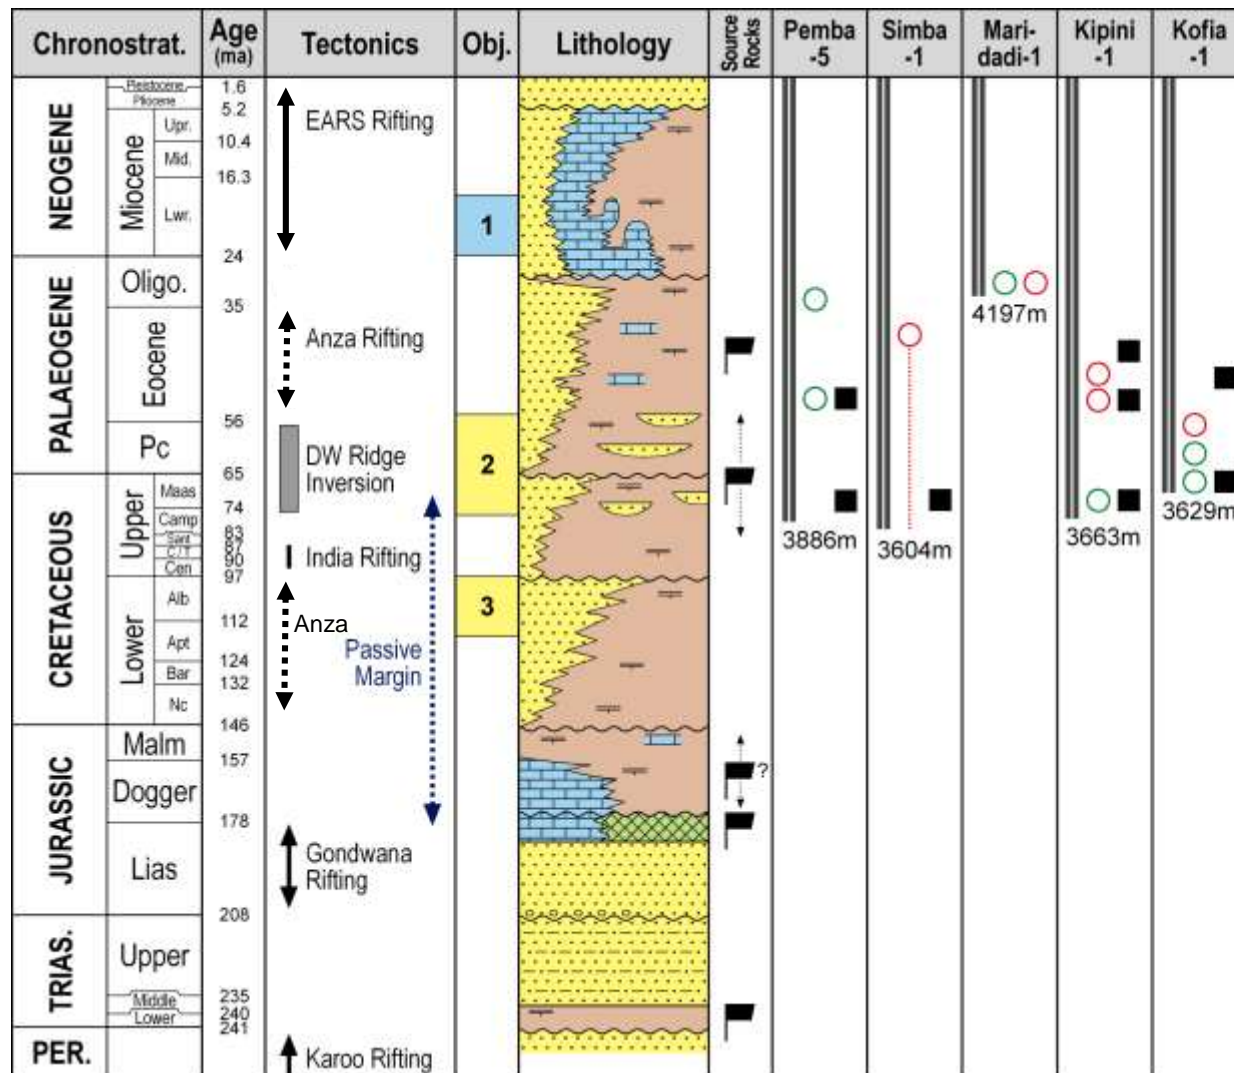 Chronostrat.
Age
(ma)
Tectonics
Obj.
Lithology
Source
Rocks
Pemba
-5
Simba
-1
Mari-
dadi-1
Kipini
-1
Kofia
-1
NEOGENE
PALAEOGENE
CRETACEOUS
JURASSIC
TRIAS.
PER.
Pleistocene
Pliocene
Miocene
Upr.
Mid.
Lwr.
Oligo.
Eocene
Pc
Upper
Maas
Camp
Sant
C / T
Cen
Lower
Alb
Apt
Bar
Nc
Malm
Dogger
Lias
Upper
Middle
Lower
1.6
5.2
10.4
16.3
24
35
56
65
74
83
87
90
97
112
124
132
146
157
178
208
235
240
241
EARS Rifting
Anza Rifting
DW Ridge
Inversion
India Rifting
Anza
Passive
Margin
Gondwana
Rifting
Karoo Rifting
1
2
3
?
3886m
3604m
4197m
3663m
3629m